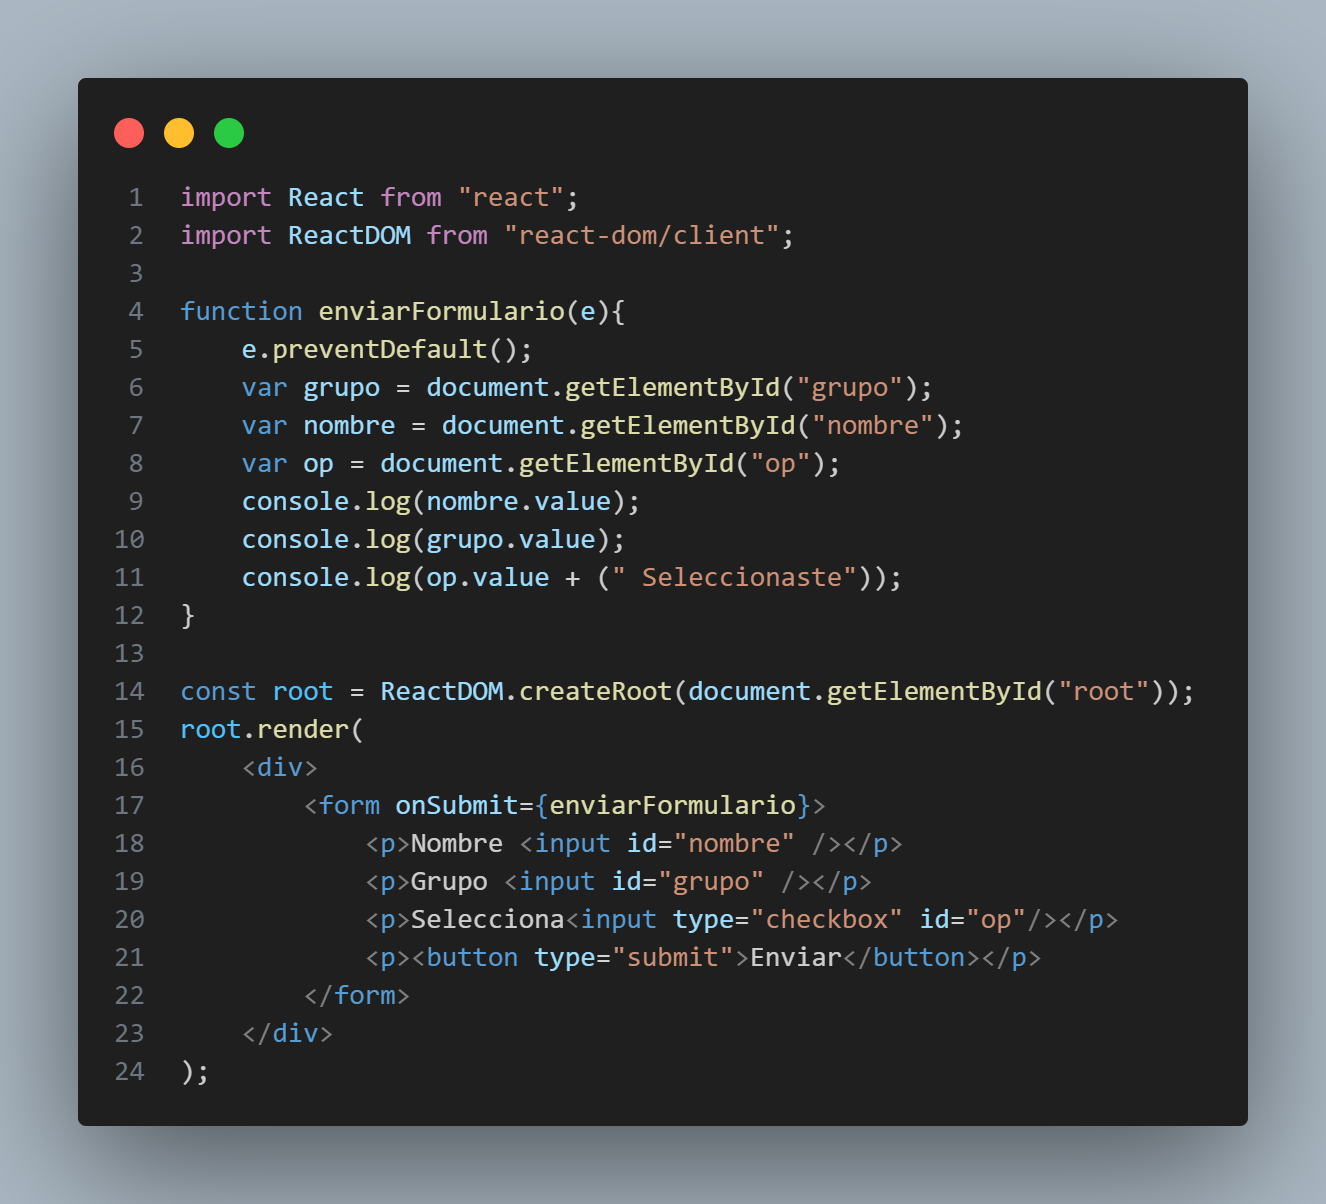 1 import React from "react";
2 import ReactDOM from "react-dom/client";
3
4 function enviarFormulario(e){
5     e.preventDefault();
6     var grupo = document.getElementById("grupo");
7     var nombre = document.getElementById("nombre");
8     var op = document.getElementById("op");
9     console.log(nombre.value);
10     console.log(grupo.value);
11     console.log(op.value + (" Seleccionaste"));
12 }
13
14 const root = ReactDOM.createRoot(document.getElementById("root"));
15 root.render(
16     <div>
17         <form onSubmit={enviarFormulario}>
18             <p>Nombre <input id="nombre" /></p>
19             <p>Grupo <input id="grupo" /></p>
20             <p>Selecciona<input type="checkbox" id="op"/></p>
21             <p><button type="submit">Enviar</button></p>
22         </form>
23     </div>
24 );